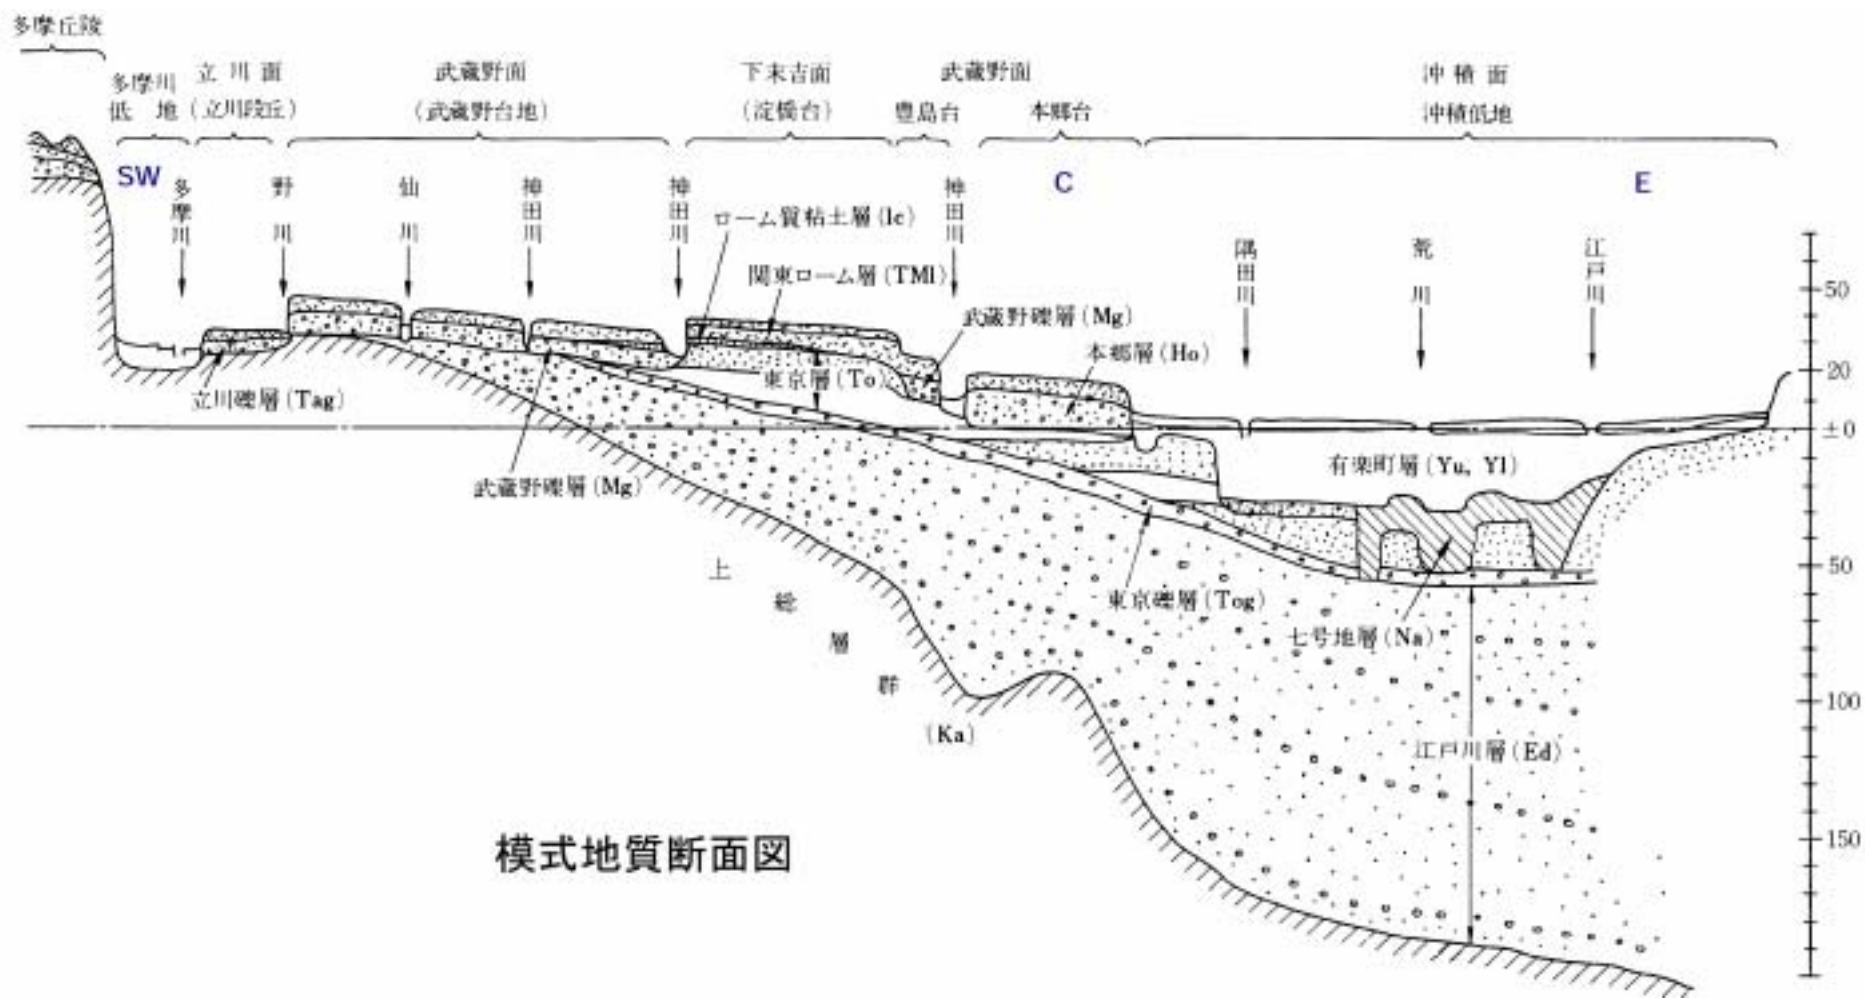 多摩丘陵
多摩川
低地
立川面
(立川段丘)
武蔵野面
(武蔵野台地)
下末吉面
(淀橋台)
武蔵野面
豊島台
本郷台
沖積面
沖積低地
SW
C
E
多摩川
野川
仙川
神田川
神田川
神田川
隅田川
荒川
江戸川
ローム質粘土層(lc)
関東ローム層(TMl)
武蔵野礫層(Mg)
本郷層(Ho)
東京層(To)
立川礫層(Tag)
武蔵野礫層(Mg)
有楽町層(Yu, Yl)
東京礫層(Tog)
七号地層(Na)
江戸川層(Ed)
上総層群
(Ka)
50
20
±0
50
100
150
模式地質断面図